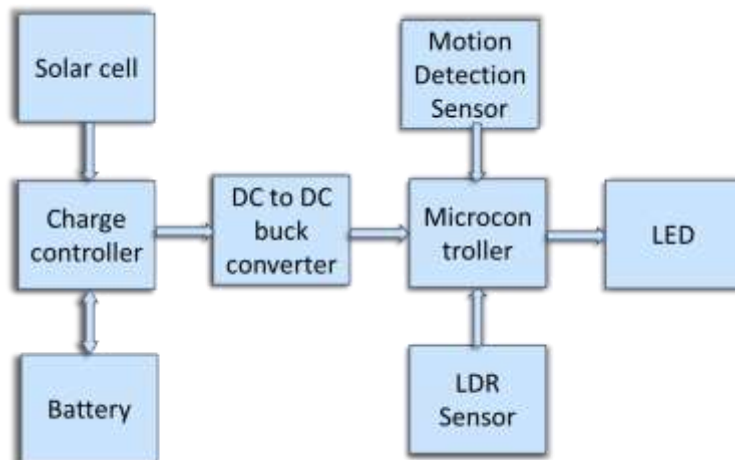 Solar cell
Motion
Detection
Sensor
Charge
controller
DC to DC
buck
converter
Microcon
troller
LED
Battery
LDR
Sensor